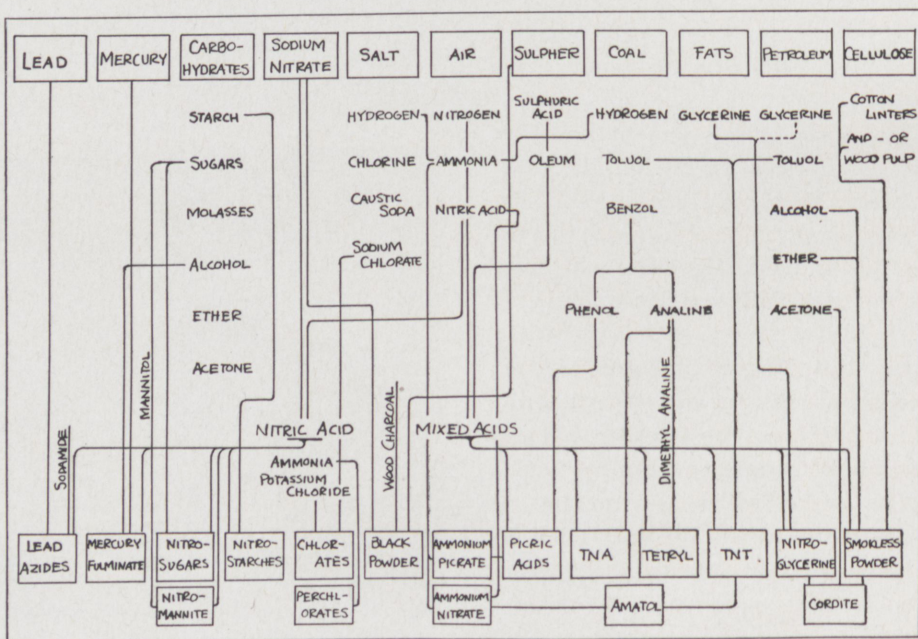 LEAD
MERCURY
CARBO-
HYDRATES
SODIUM
NITRATE
SALT
AIR
SULPHER
COAL
FATS
PETROLEUM
CELLULOSE
STARCH
HYDROGEN
NITROGEN
SULPHURIC
ACID
HYDROGEN
GLYCERINE
GLYCERINE
COTTON
LINTERS
AND - OR
WOOD PULP
SUGARS
CHLORINE
AMMONIA
OLEUM
TOLUOL
TOLUOL
MOLASSES
CAUSTIC
SODA
NITRIC ACID
BENZOL
ALCOHOL
ALCOHOL
SODIUM
CHLORATE
ETHER
ETHER
PHENOL
ANALINE
ACETONE
ACETONE
SODAMIDE
MANNITOL
WOOD CHARCOAL
DIMETHYL ANALINE
NITRIC ACID
MIXED ACIDS
AMMONIA
POTASSIUM
CHLORIDE
LEAD
AZIDES
MERCURY
FULMINATE
NITRO-
SUGARS
NITRO-
STARCHES
CHLOR-
ATES
BLACK
POWDER
AMMONIUM
PICRATE
PICRIC
ACIDS
TNA
TETRYL
TNT
NITRO-
GLYCERINE
SMOKLESS
POWDER
NITRO-
MANNITE
PERCHL-
ORATES
AMMONIUM
NITRATE
AMATOL
CORDITE